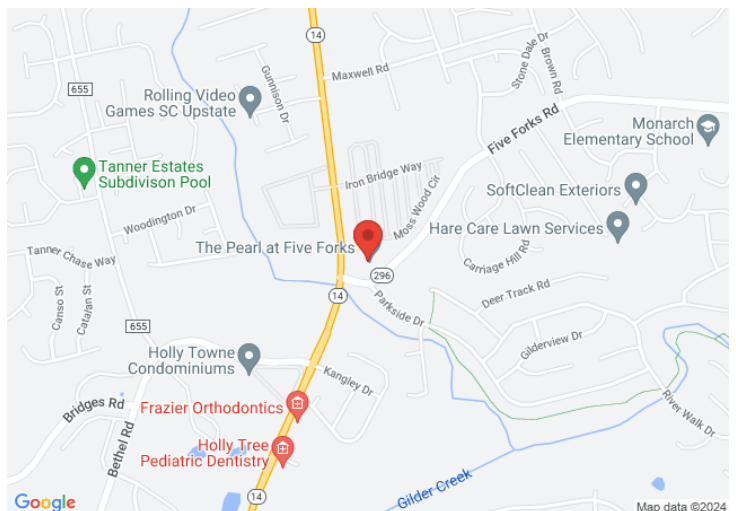 14
Maxwell Rd
Gunnison Dr
Stone Dale Dr
Brown Rd
655
Rolling Video
Games SC Upstate
Five Forks Rd
Monarch
Elementary School
Tanner Estates
Subdivison Pool
Iron Bridge Way
SoftClean Exteriors
Moss Wood Cir
Woodington Dr
Hare Care Lawn Services
The Pearl at Five Forks
Tanner Chase Way
Carriage Hill Rd
296
14
Deer Track Rd
Canso St
Catalan St
Parkside Dr
655
Gilderview Dr
Holly Towne
Condominiums
Kangley Dr
Bridges Rd
Frazier Orthodontics
River Walk Dr
Bethel Rd
Holly Tree
Pediatric Dentistry
Gilder Creek
14
Google
Map data ©2024